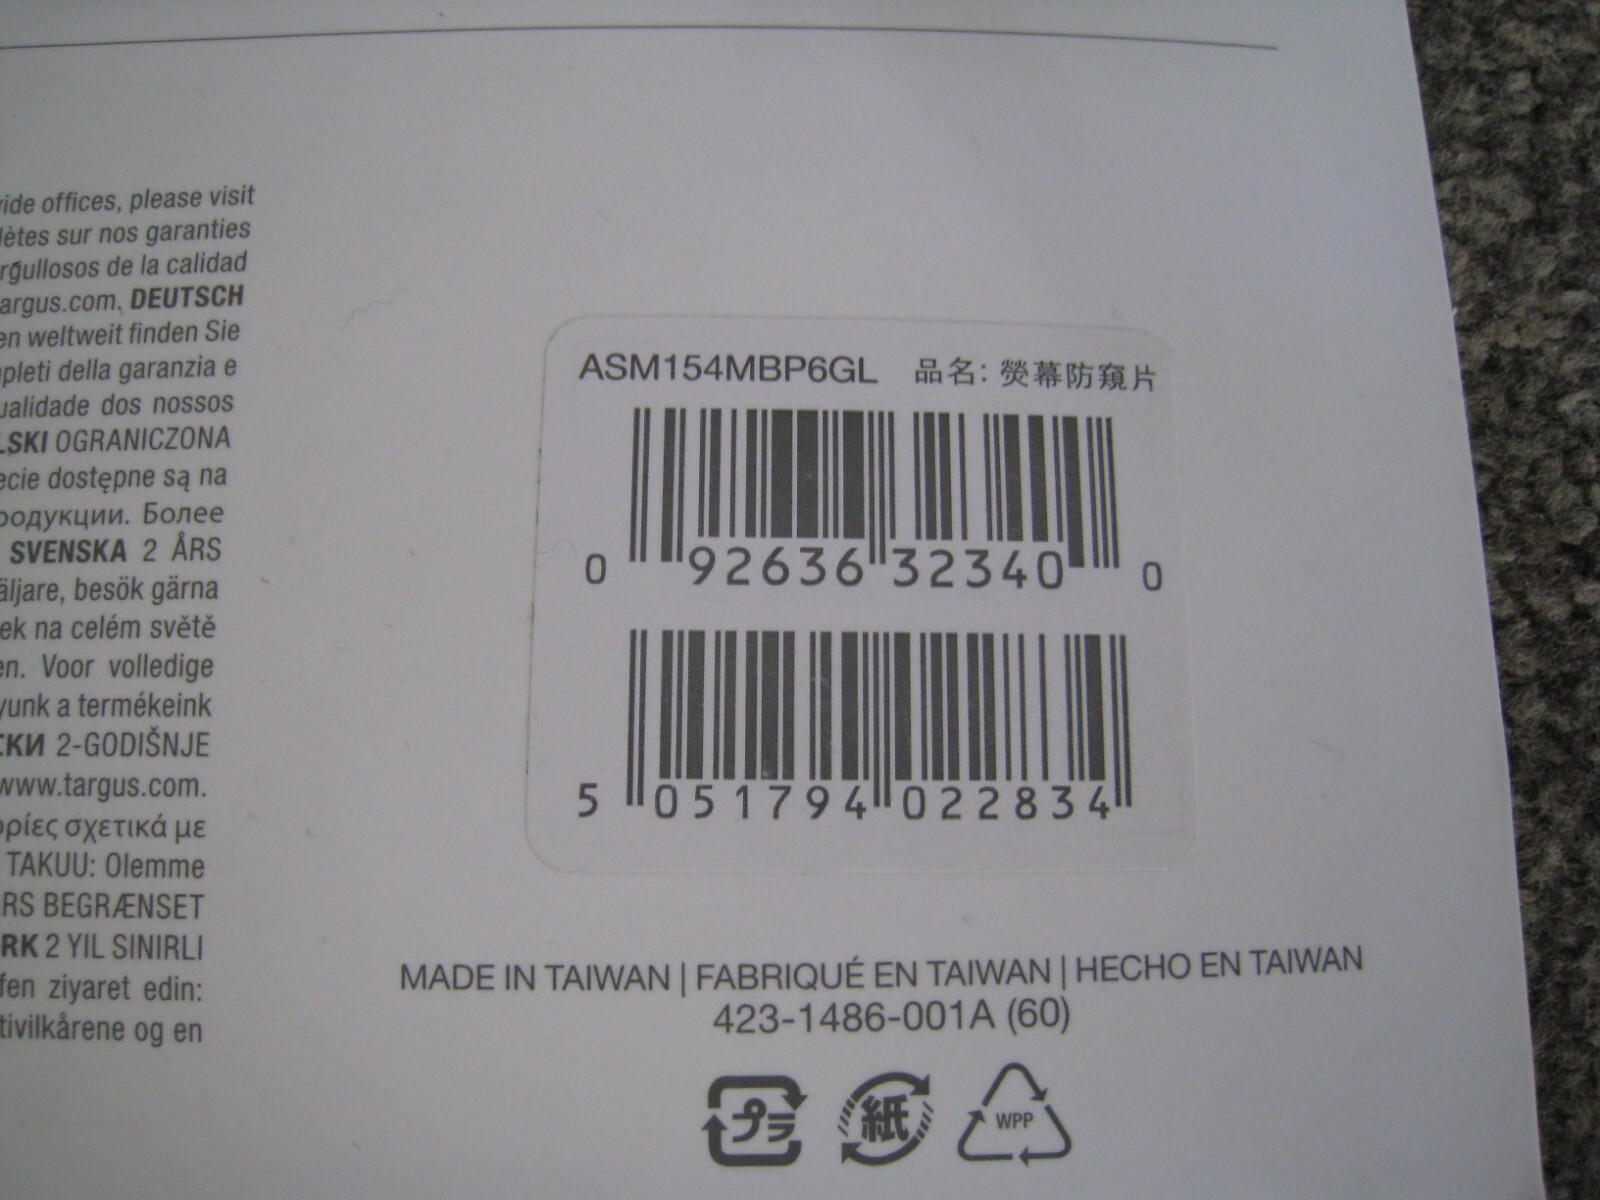 vide offices, please visit
lètes sur nos garanties
rgullosos de la calidad
argus.com. DEUTSCH
en weltweit finden Sie
pleti della garanzia e
ualidade dos nossos
LSKI OGRANICZONA
ecie dostępne są na
родукции. Более
SVENSKA 2 ÅRS
äljare, besök gärna
ek na celém světě
en. Voor volledige
yunk a termékeink
СКИ 2-GODIŠNJE
www.targus.com.
ορίες σχετικά με
TAKUU: Olemme
RS BEGRÆNSET
RK 2 YIL SINIRLI
fen ziyaret edin:
tivilkårene og en
ASM154MBP6GL 品名: 熒幕防窺片
0 92636 32340 0
5 051794 022834
MADE IN TAIWAN | FABRIQUÉ EN TAIWAN | HECHO EN TAIWAN
423-1486-001A (60)
プラ 紙 WPP